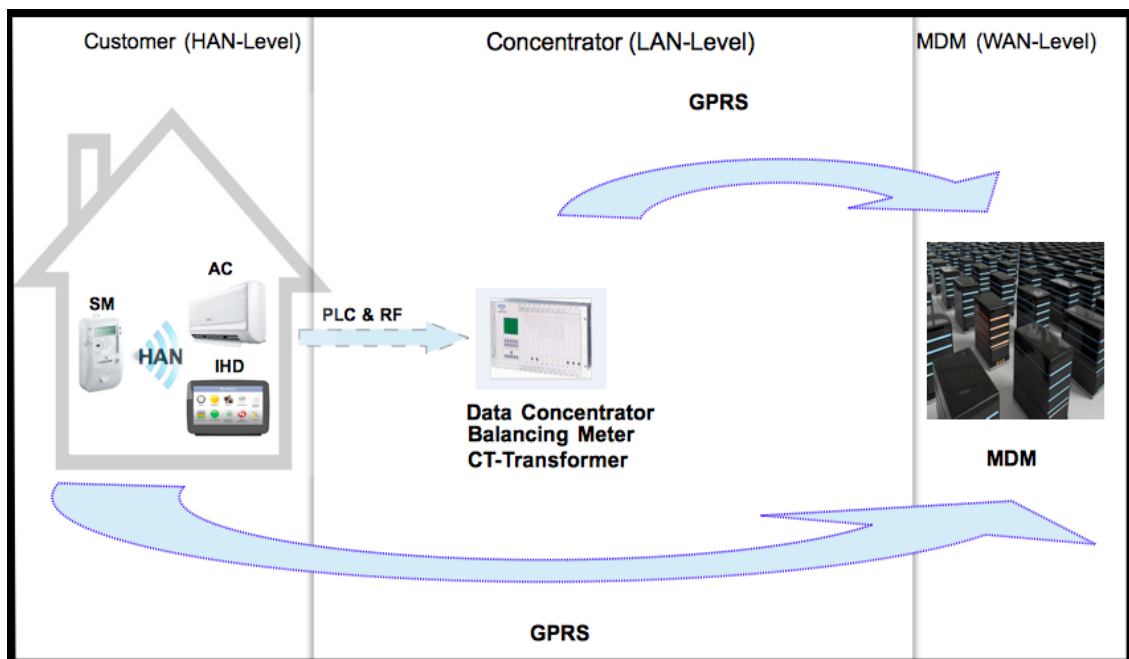 Customer (HAN-Level)
Concentrator (LAN-Level)
MDM (WAN-Level)
GPRS
AC
SM
HAN
IHD
PLC & RF
Data Concentrator
Balancing Meter
CT-Transformer
MDM
GPRS